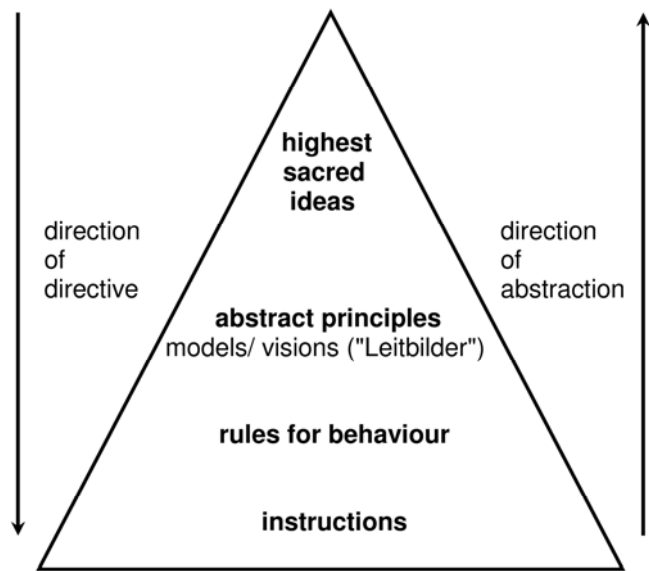 highest
sacred
ideas
direction
of
directive
direction
of
abstraction
abstract principles
models/ visions ("Leitbilder")
rules for behaviour
instructions